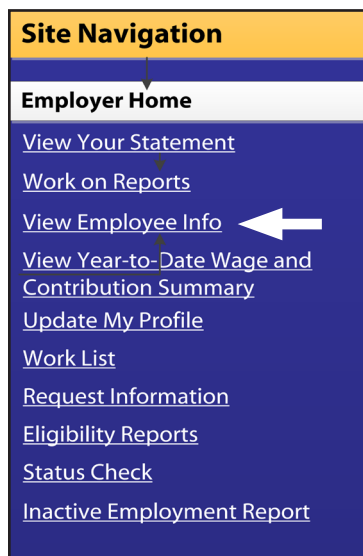 Site Navigation
Employer Home
View Your Statement
Work on Reports
View Employee Info
View Year-to-Date Wage and
Contribution Summary
Update My Profile
Work List
Request Information
Eligibility Reports
Status Check
Inactive Employment Report